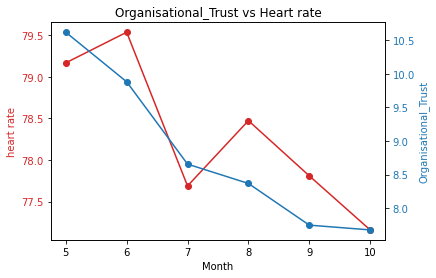 Organisational_Trust vs Heart rate
79.5
79.0
78.5
78.0
77.5
heart rate
10.5
10.0
9.5
9.0
8.5
8.0
Organisational_Trust
5 6 7 8 9 10
Month